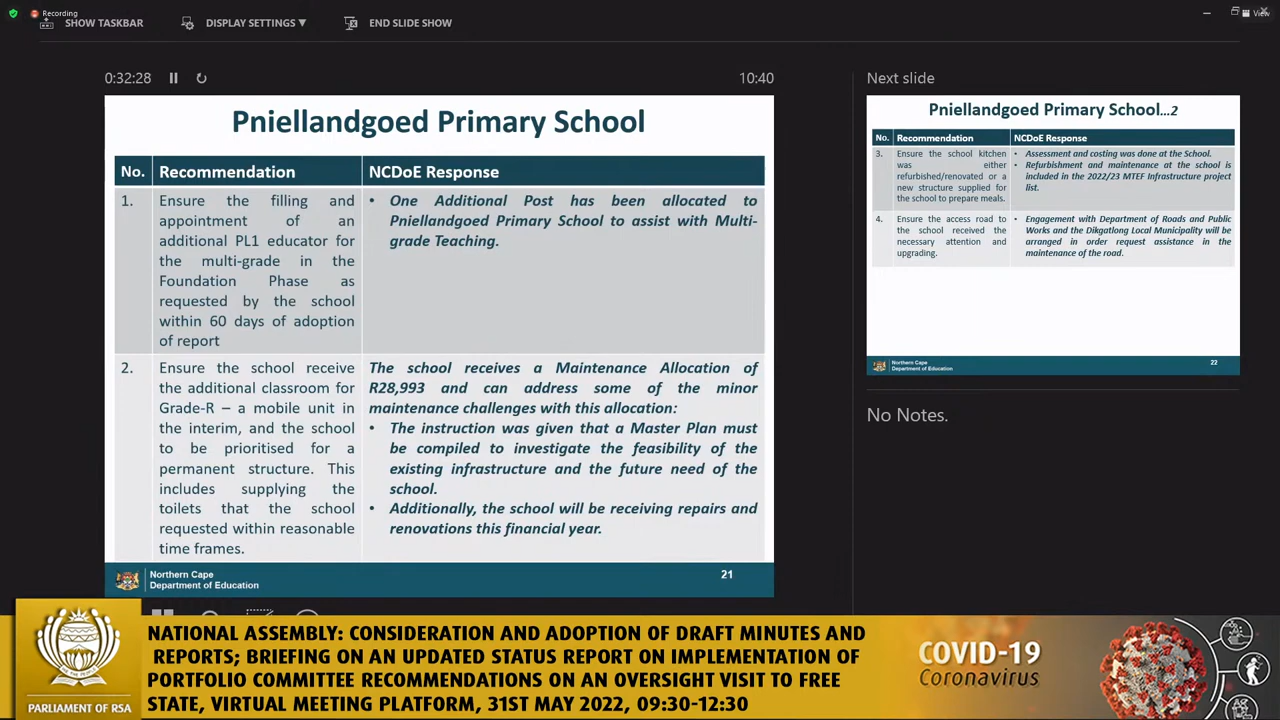 Recording
View
SHOW TASKBAR
DISPLAY SETTINGS ▼
END SLIDE SHOW
0:32:28
10:40
Pniellandgoed Primary School
No.
Recommendation
NCDoE Response
1.
Ensure the filling and
appointment of an
additional PL1 educator for
the multi-grade in the
Foundation Phase as
requested by the school
within 60 days of adoption
of report
• One Additional Post has been allocated to
Pniellandgoed Primary School to assist with Multi-
grade Teaching.
2.
Ensure the school receive
the additional classroom for
Grade-R – a mobile unit in
the interim, and the school
to be prioritised for a
permanent structure. This
includes supplying the
toilets that the school
requested within reasonable
time frames.
The school receives a Maintenance Allocation of
R28,993 and can address some of the minor
maintenance challenges with this allocation:
• The instruction was given that a Master Plan must
be compiled to investigate the feasibility of the
existing infrastructure and the future need of the
school.
• Additionally, the school will be receiving repairs and
renovations this financial year.
Northern Cape
Department of Education
21
Next slide
Pniellandgoed Primary School...2
No.
Recommendation
NCDoE Response
3.
Ensure the school kitchen
was either
refurbished/renovated or a
new structure supplied for
the school to prepare meals.
• Assessment and costing was done at the School.
• Refurbishment and maintenance at the school is
included in the 2022/23 MTEF Infrastructure project
list.
4.
Ensure the access road to
the school received the
necessary attention and
upgrading.
• Engagement with Department of Roads and Public
Works and the Dikgatlong Local Municipality will be
arranged in order request assistance in the
maintenance of the road.
Northern Cape
Department of Education
22
No Notes.
PARLIAMENT OF RSA
NATIONAL ASSEMBLY: CONSIDERATION AND ADOPTION OF DRAFT MINUTES AND
REPORTS; BRIEFING ON AN UPDATED STATUS REPORT ON IMPLEMENTATION OF
PORTFOLIO COMMITTEE RECOMMENDATIONS ON AN OVERSIGHT VISIT TO FREE
STATE, VIRTUAL MEETING PLATFORM, 31ST MAY 2022, 09:30-12:30
COVID-19
Coronavirus